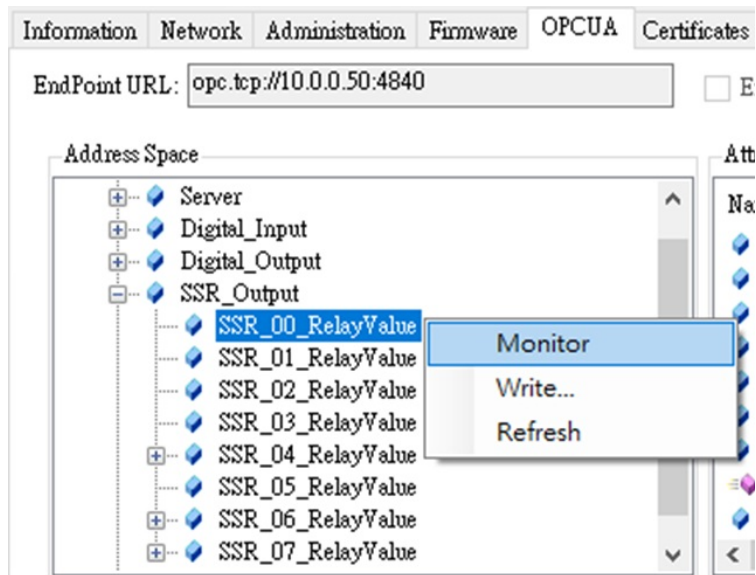 Information Network Administration Firmware OPCUA Certificates
EndPoint URL: opc.tcp://10.0.0.50:4840
Address Space
Server
Digital_Input
Digital_Output
SSR_Output
SSR_00_RelayValue
Monitor
SSR_01_RelayValue
Write...
SSR_02_RelayValue
Refresh
SSR_03_RelayValue
SSR_04_RelayValue
SSR_05_RelayValue
SSR_06_RelayValue
SSR_07_RelayValue